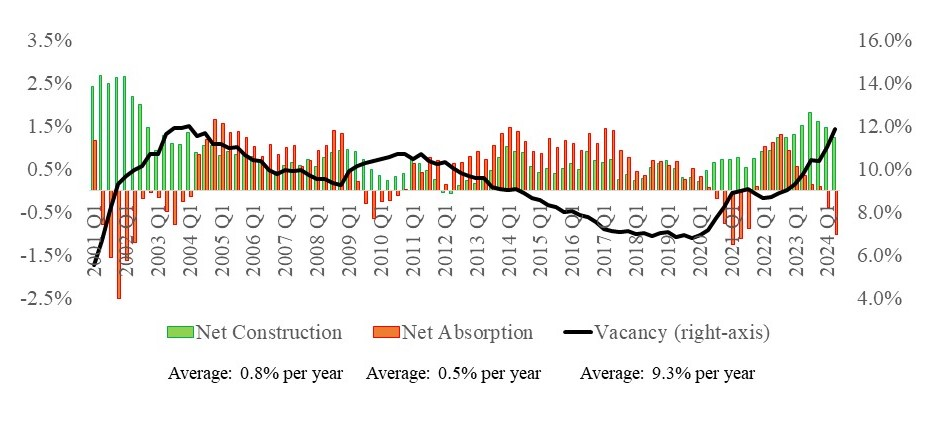 3.5%
2.5%
1.5%
0.5%
-0.5%
-1.5%
-2.5%
16.0%
14.0%
12.0%
10.0%
8.0%
6.0%
4.0%
2001 Q1
2002 Q1
2003 Q1
2004 Q1
2005 Q1
2006 Q1
2007 Q1
2008 Q1
2009 Q1
2010 Q1
2011 Q1
2012 Q1
2013 Q1
2014 Q1
2015 Q1
2016 Q1
2017 Q1
2018 Q1
2019 Q1
2020 Q1
2021 Q1
2022 Q1
2023 Q1
2024 Q1
Net Construction Net Absorption Vacancy (right-axis)
Average: 0.8% per year Average: 0.5% per year Average: 9.3% per year